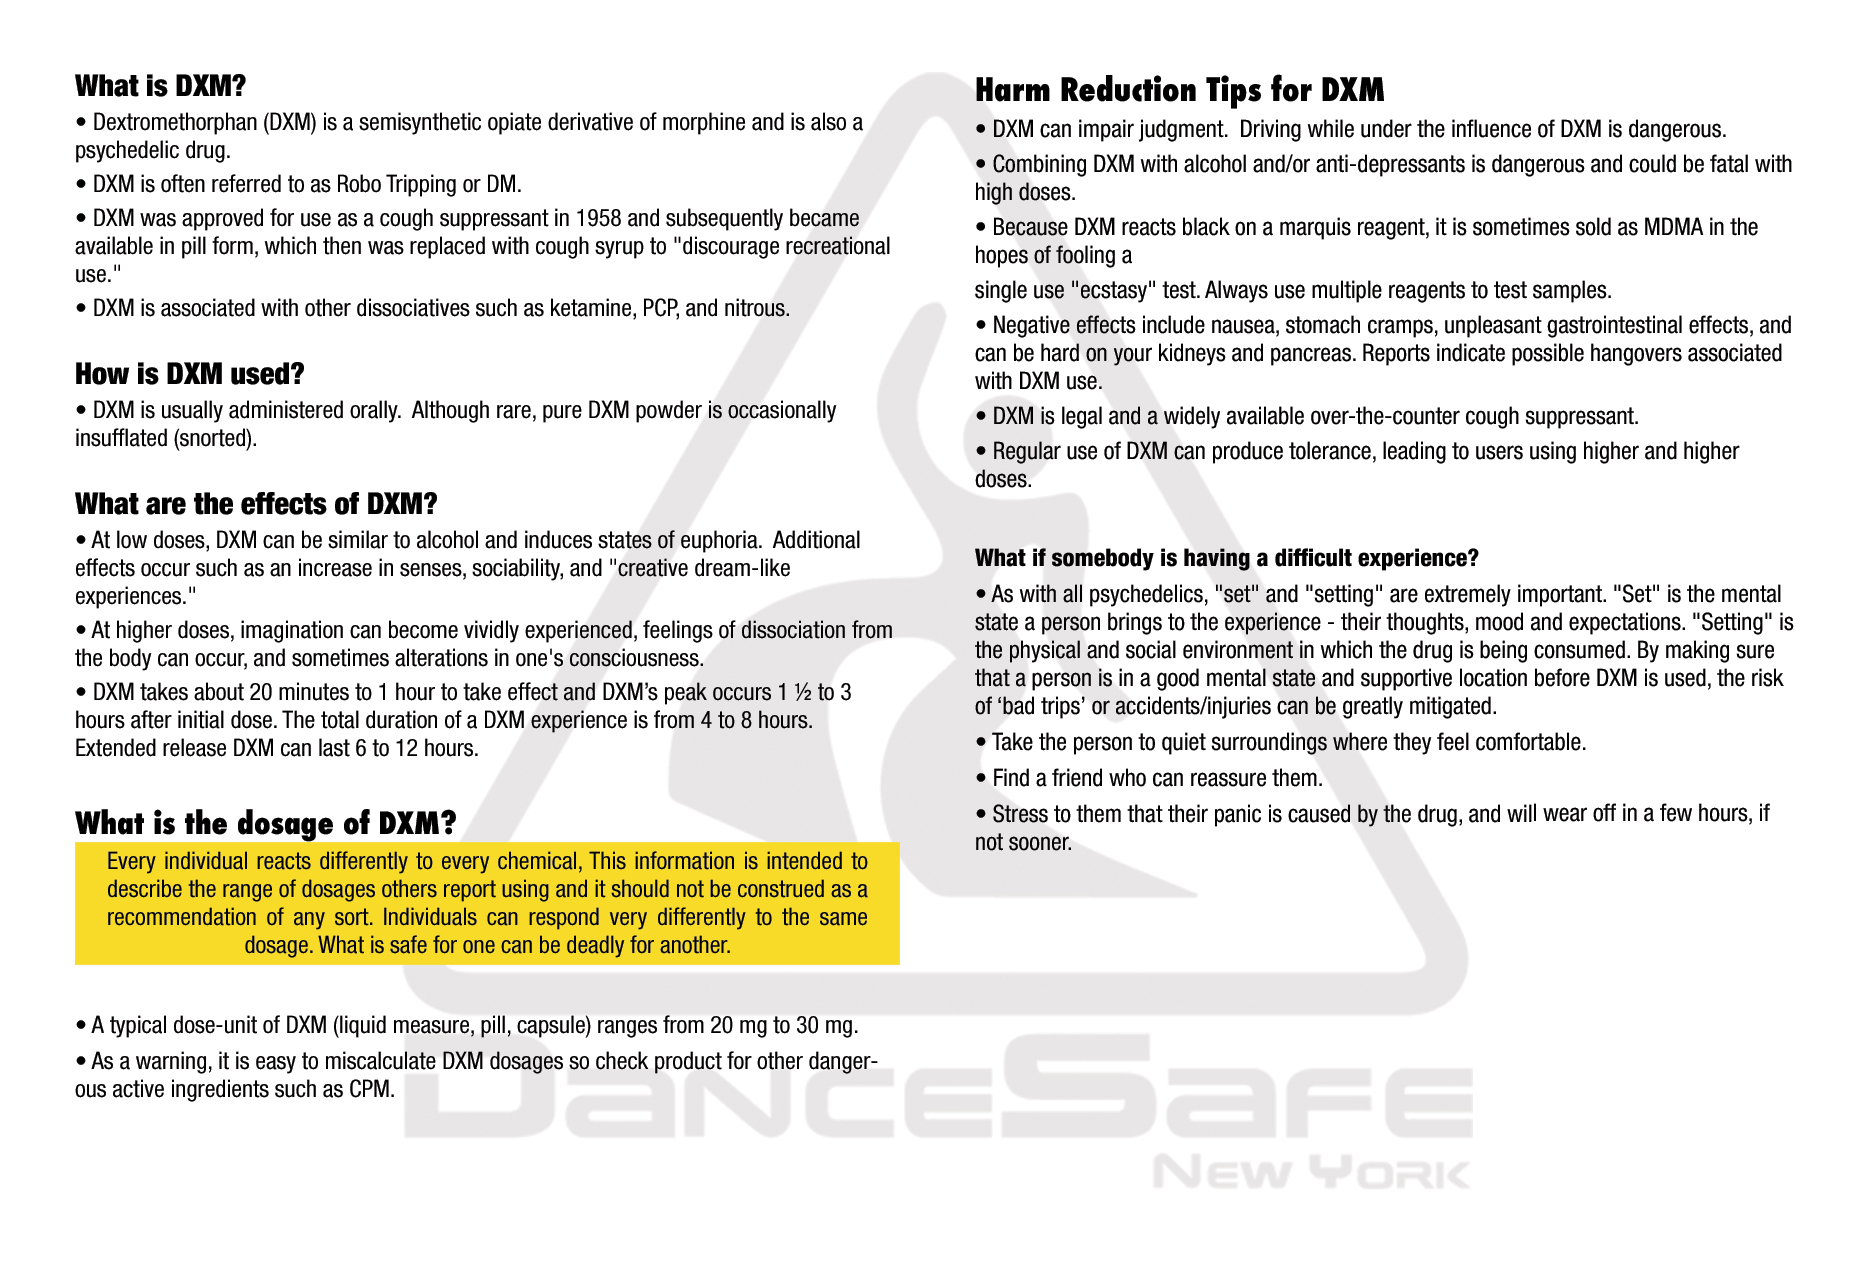 What is DXM?
• Dextromethorphan (DXM) is a semisynthetic opiate derivative of morphine and is also a
psychedelic drug.
• DXM is often referred to as Robo Tripping or DM.
• DXM was approved for use as a cough suppressant in 1958 and subsequently became
available in pill form, which then was replaced with cough syrup to "discourage recreational
use."
• DXM is associated with other dissociatives such as ketamine, PCP, and nitrous.
How is DXM used?
• DXM is usually administered orally.  Although rare, pure DXM powder is occasionally
insufflated (snorted).
What are the effects of DXM?
• At low doses, DXM can be similar to alcohol and induces states of euphoria.  Additional
effects occur such as an increase in senses, sociability, and "creative dream-like
experiences."
• At higher doses, imagination can become vividly experienced, feelings of dissociation from
the body can occur, and sometimes alterations in one's consciousness.
• DXM takes about 20 minutes to 1 hour to take effect and DXM’s peak occurs 1 ½ to 3
hours after initial dose. The total duration of a DXM experience is from 4 to 8 hours.
Extended release DXM can last 6 to 12 hours.
What is the dosage of DXM?
Every individual reacts differently to every chemical, This information is intended to
describe the range of dosages others report using and it should not be construed as a
recommendation of any sort. Individuals can respond very differently to the same
dosage. What is safe for one can be deadly for another.
• A typical dose-unit of DXM (liquid measure, pill, capsule) ranges from 20 mg to 30 mg.
• As a warning, it is easy to miscalculate DXM dosages so check product for other danger-
ous active ingredients such as CPM.
Harm Reduction Tips for DXM
• DXM can impair judgment.  Driving while under the influence of DXM is dangerous.
• Combining DXM with alcohol and/or anti-depressants is dangerous and could be fatal with
high doses.
• Because DXM reacts black on a marquis reagent, it is sometimes sold as MDMA in the
hopes of fooling a
single use "ecstasy" test. Always use multiple reagents to test samples.
• Negative effects include nausea, stomach cramps, unpleasant gastrointestinal effects, and
can be hard on your kidneys and pancreas. Reports indicate possible hangovers associated
with DXM use.
• DXM is legal and a widely available over-the-counter cough suppressant.
• Regular use of DXM can produce tolerance, leading to users using higher and higher
doses.
What if somebody is having a difficult experience?
• As with all psychedelics, "set" and "setting" are extremely important. "Set" is the mental
state a person brings to the experience - their thoughts, mood and expectations. "Setting" is
the physical and social environment in which the drug is being consumed. By making sure
that a person is in a good mental state and supportive location before DXM is used, the risk
of ‘bad trips’ or accidents/injuries can be greatly mitigated.
• Take the person to quiet surroundings where they feel comfortable.
• Find a friend who can reassure them.
• Stress to them that their panic is caused by the drug, and will wear off in a few hours, if
not sooner.
DanceSafe
New York